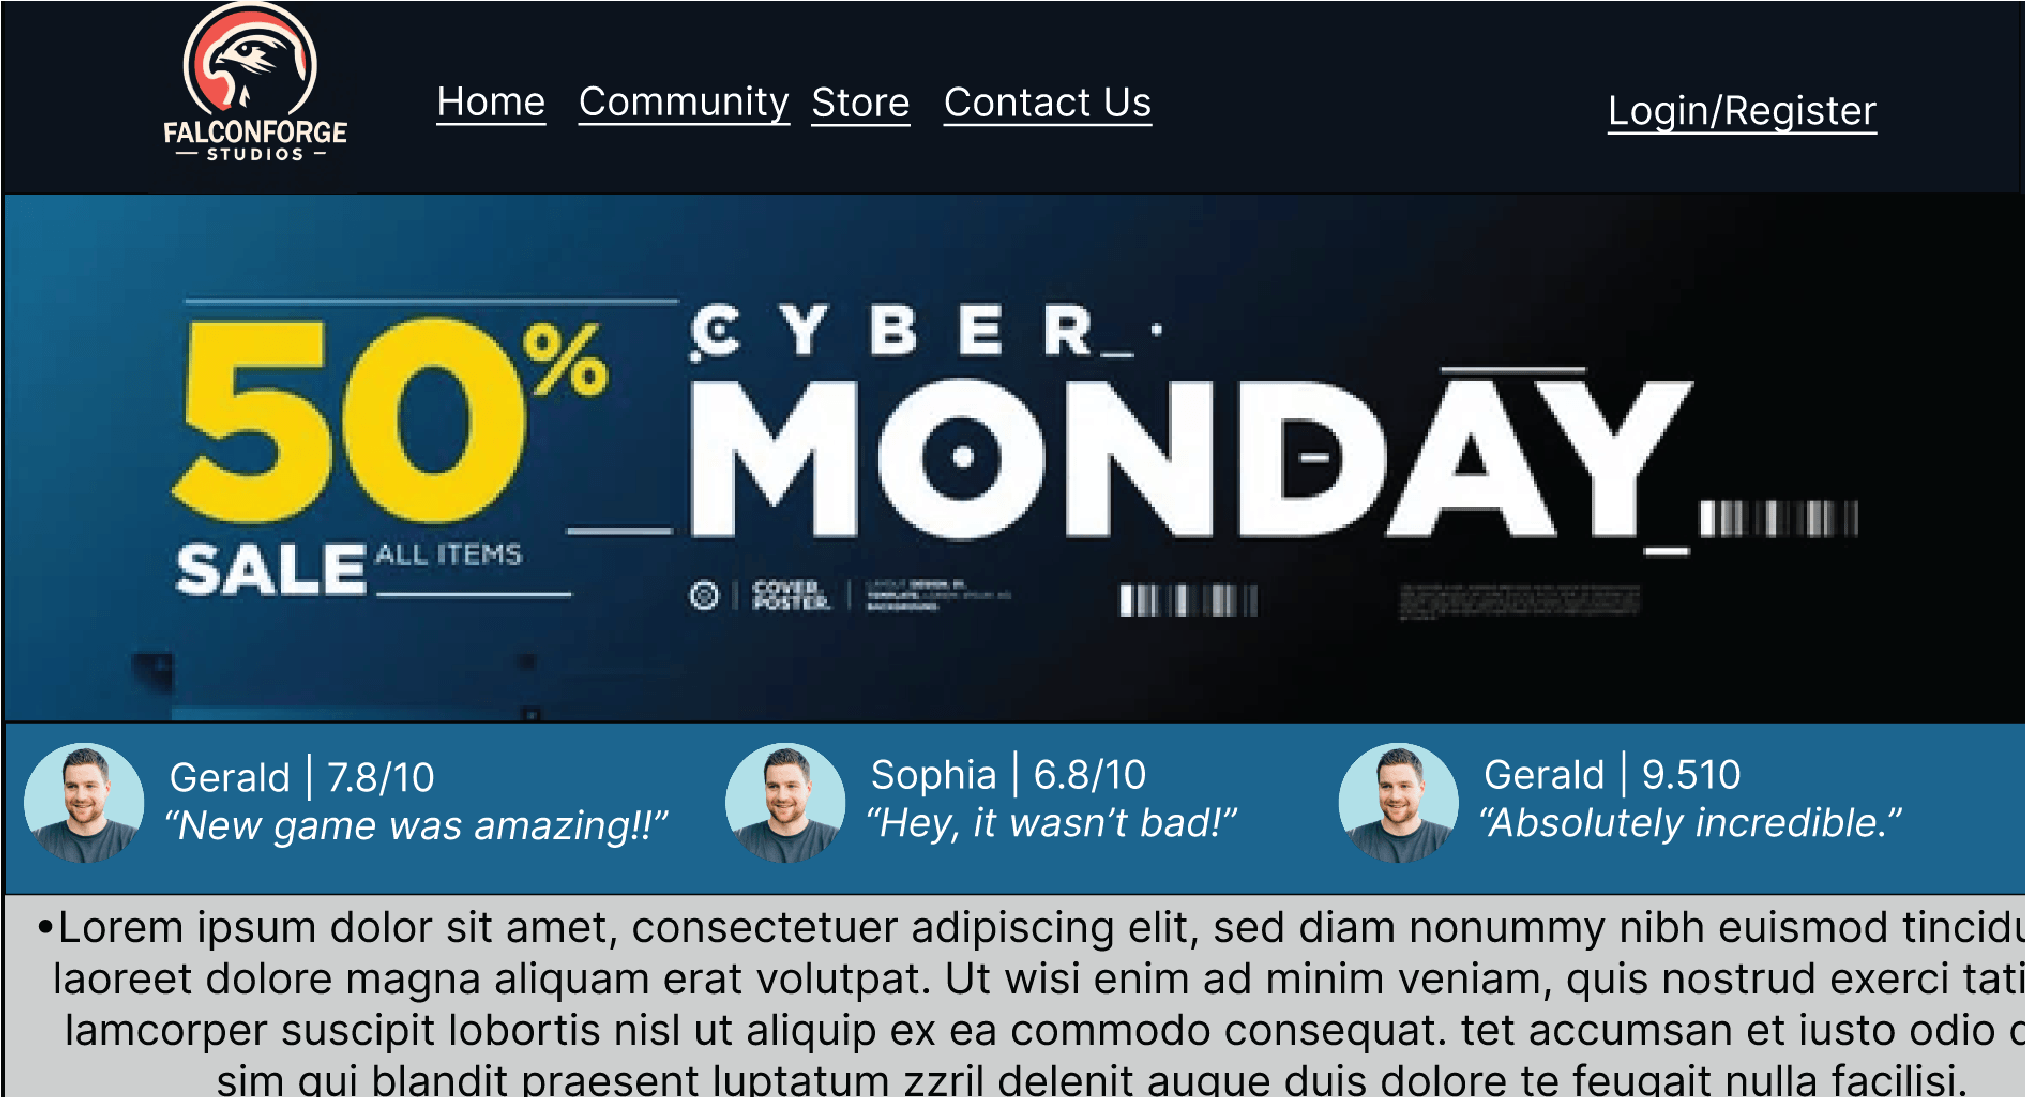 FALCONFORGE
STUDIOS
Home Community Store Contact Us Login/Register
50%
SALE ALL ITEMS
CYBER_
MONDAY_
COVER.
POSTER.
BACKGROUND.
Gerald | 7.8/10
“New game was amazing!!”
Sophia | 6.8/10
“Hey, it wasn’t bad!”
Gerald | 9.510
“Absolutely incredible.”
•Lorem ipsum dolor sit amet, consectetuer adipiscing elit, sed diam nonummy nibh euismod tincidu
laoreet dolore magna aliquam erat volutpat. Ut wisi enim ad minim veniam, quis nostrud exerci tati
lamcorper suscipit lobortis nisl ut aliquip ex ea commodo consequat. tet accumsan et iusto odio
sim qui blandit praesent luptatum zzril delenit augue duis dolore te feugait nulla facilisi.